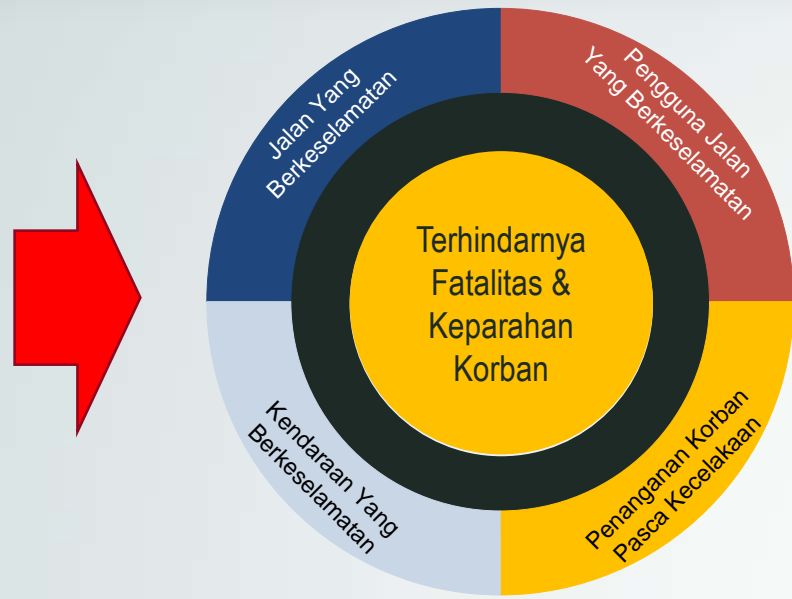 Jalan Yang
Berkeselamatan
Pengguna Jalan
Yang Berkeselamatan
Terhindarnya
Fatalitas &
Keparahan
Korban
Kendaraan Yang
Berkeselamatan
Penanganan Korban
Pasca Kecelakaan